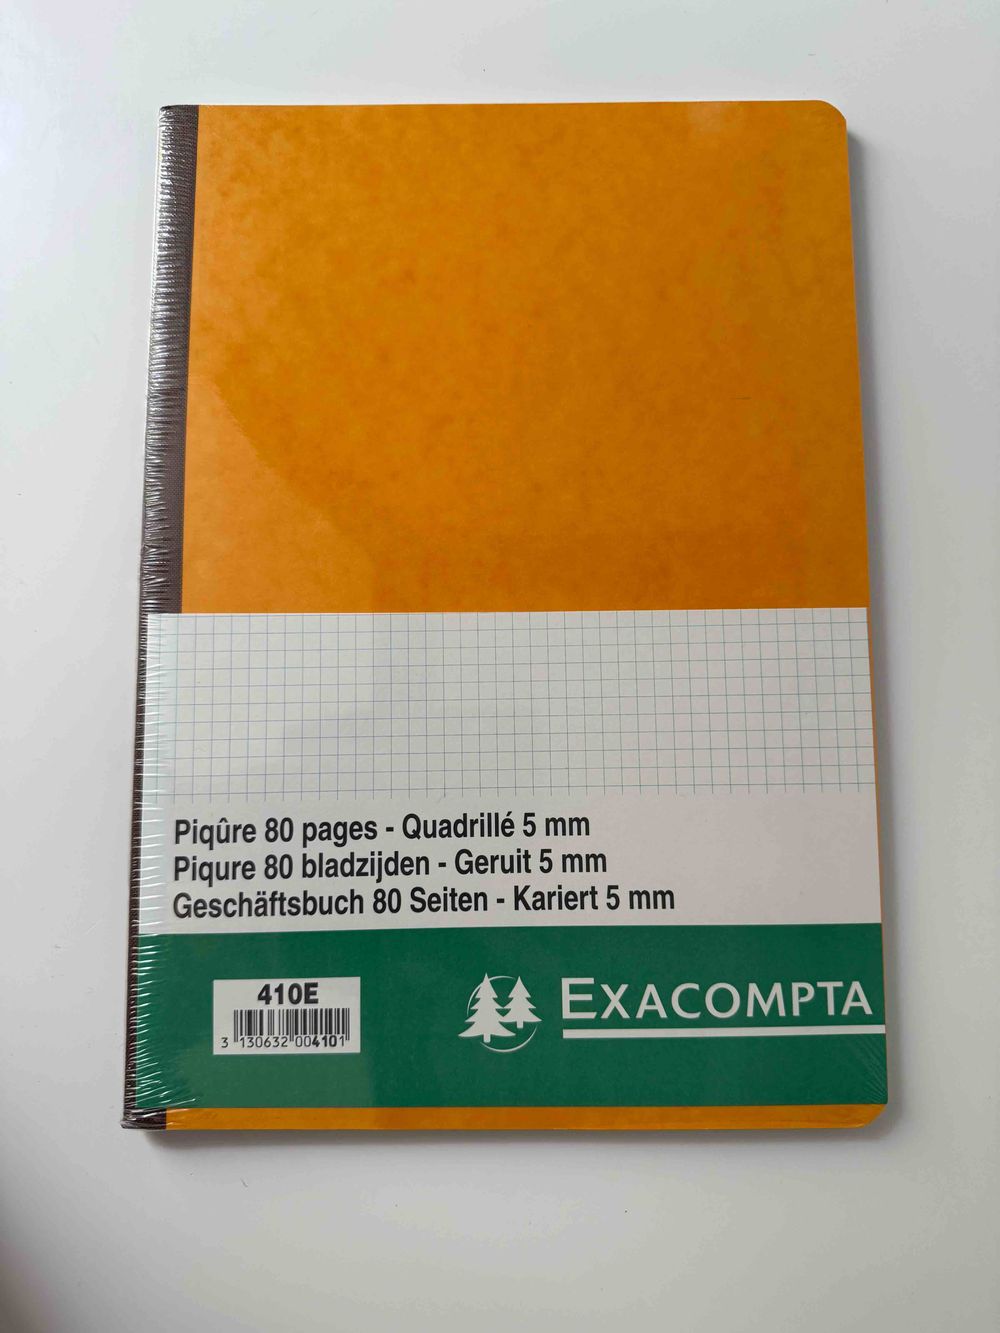 Piqûre 80 pages - Quadrillé 5 mm
Piqure 80 bladzijden - Geruit 5 mm
Geschäftsbuch 80 Seiten - Kariert 5 mm
410E
3 130632 004101
EXACOMPTA